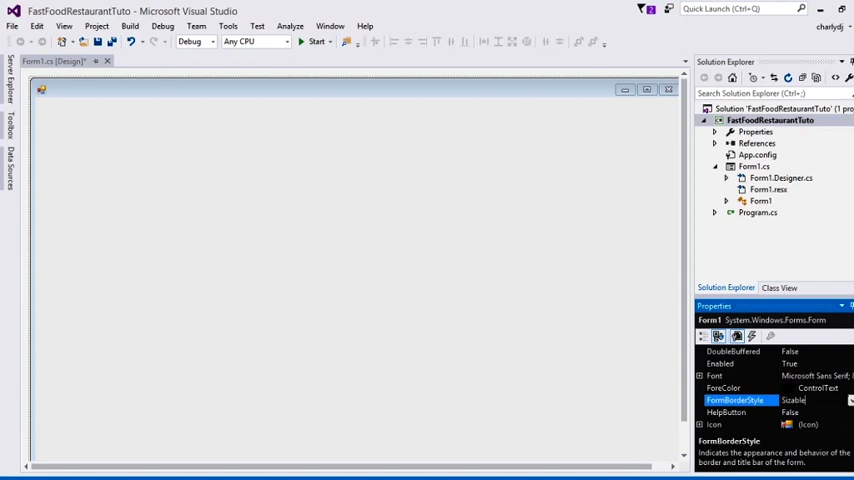 FastFoodRestaurantTuto - Microsoft Visual Studio
2
Quick Launch (Ctrl+Q)
File Edit View Project Build Debug Team Tools Test Analyze Window Help
charlydj
Debug Any CPU Start
Form1.cs [Design]*
Server Explorer
Toolbox
Data Sources
Solution Explorer
Search Solution Explorer (Ctrl+;)
Solution 'FastFoodRestaurantTuto' (1 pro
FastFoodRestaurantTuto
Properties
References
App.config
Form1.cs
Form1.Designer.cs
Form1.resx
Form1
Program.cs
Solution Explorer Class View
Properties
Form1 System.Windows.Forms.Form
DoubleBuffered False
Enabled True
Font Microsoft Sans Serif; 8
ForeColor ControlText
FormBorderStyle Sizable
HelpButton False
Icon (Icon)
FormBorderStyle
Indicates the appearance and behavior of the
border and title bar of the form.